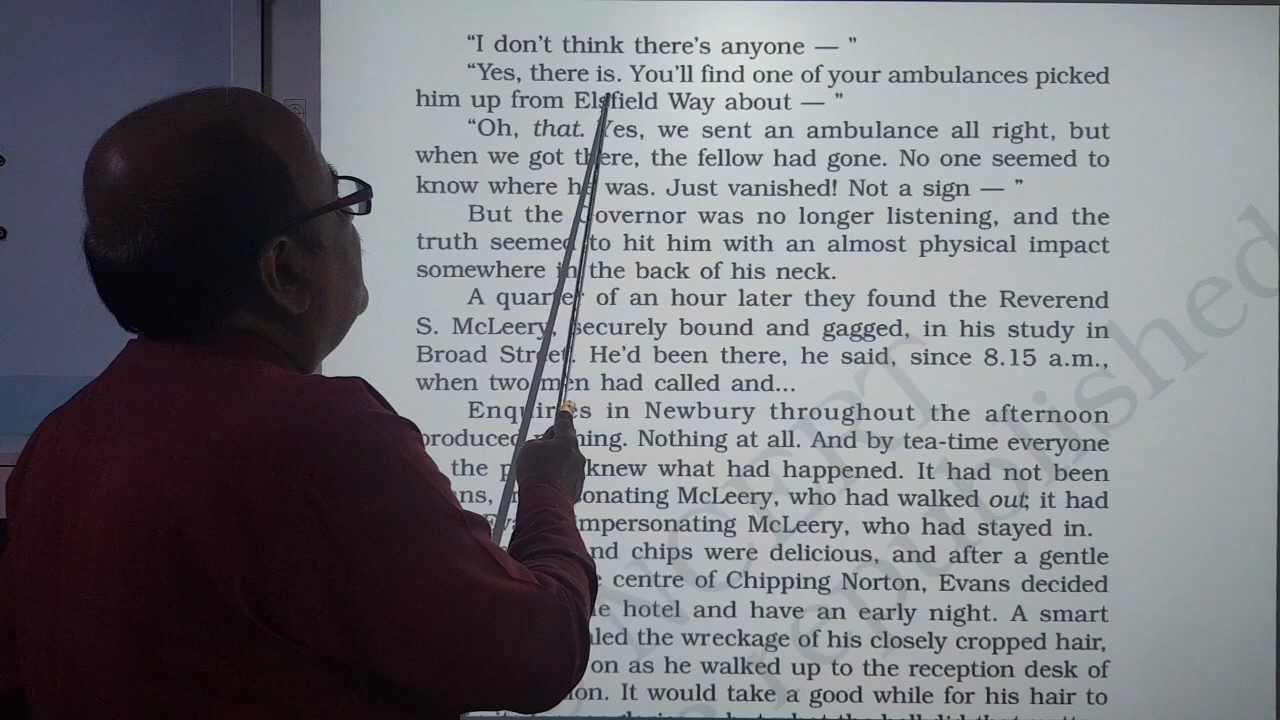 “I don’t think there’s anyone — ”
“Yes, there is. You’ll find one of your ambulances picked
him up from Elsfield Way about — ”
“Oh, that. Yes, we sent an ambulance all right, but
when we got there, the fellow had gone. No one seemed to
know where he was. Just vanished! Not a sign — ”
But the Governor was no longer listening, and the
truth seemed to hit him with an almost physical impact
somewhere in the back of his neck.
A quarter of an hour later they found the Reverend
S. McLeery, securely bound and gagged, in his study in
Broad Street. He’d been there, he said, since 8.15 a.m.,
when two men had called and...
Enquiries in Newbury throughout the afternoon
produced nothing. Nothing at all. And by tea-time everyone
the knew what had happened. It had not been
impersonating McLeery, who had walked out; it had
Evans impersonating McLeery, who had stayed in.
and chips were delicious, and after a gentle
centre of Chipping Norton, Evans decided
hotel and have an early night. A smart
the wreckage of his closely cropped hair,
on as he walked up to the reception desk of
It would take a good while for his hair to
NCERT
republished